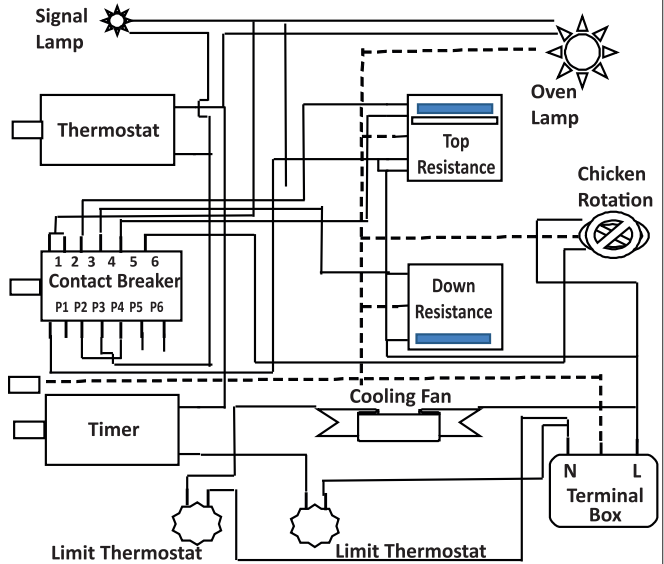 Signal
Lamp
Oven
Lamp
Thermostat
Top
Resistance
Chicken
Rotation
1 2 3 4 5 6
Contact Breaker
P1 P2 P3 P4 P5 P6
Down
Resistance
Cooling Fan
Timer
N L
Terminal
Box
Limit Thermostat
Limit Thermostat